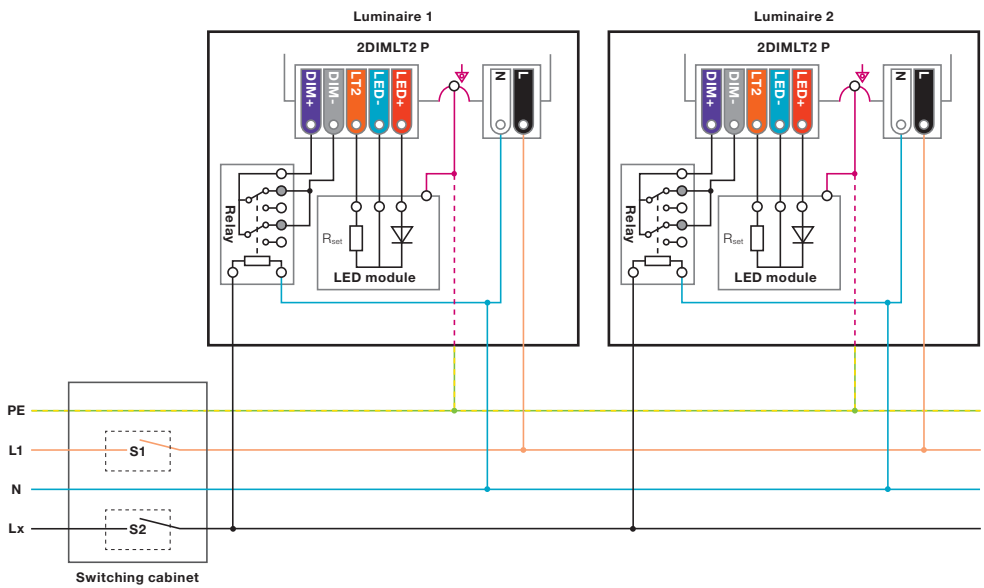 Luminaire 1
Luminaire 2
2DIMLT2 P
2DIMLT2 P
DIM+
DIM-
LT2
LED-
LED+
N
L
DIM+
DIM-
LT2
LED-
LED+
N
L
Relay
Rset
LED module
Relay
Rset
LED module
PE
L1
S1
N
Lx
S2
Switching cabinet